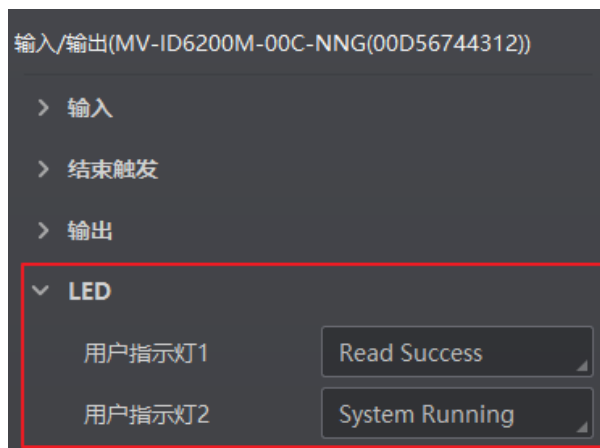 输入/输出(MV-ID6200M-00C-NNG(00D56744312))
输入
结束触发
输出
LED
用户指示灯1 Read Success
用户指示灯2 System Running